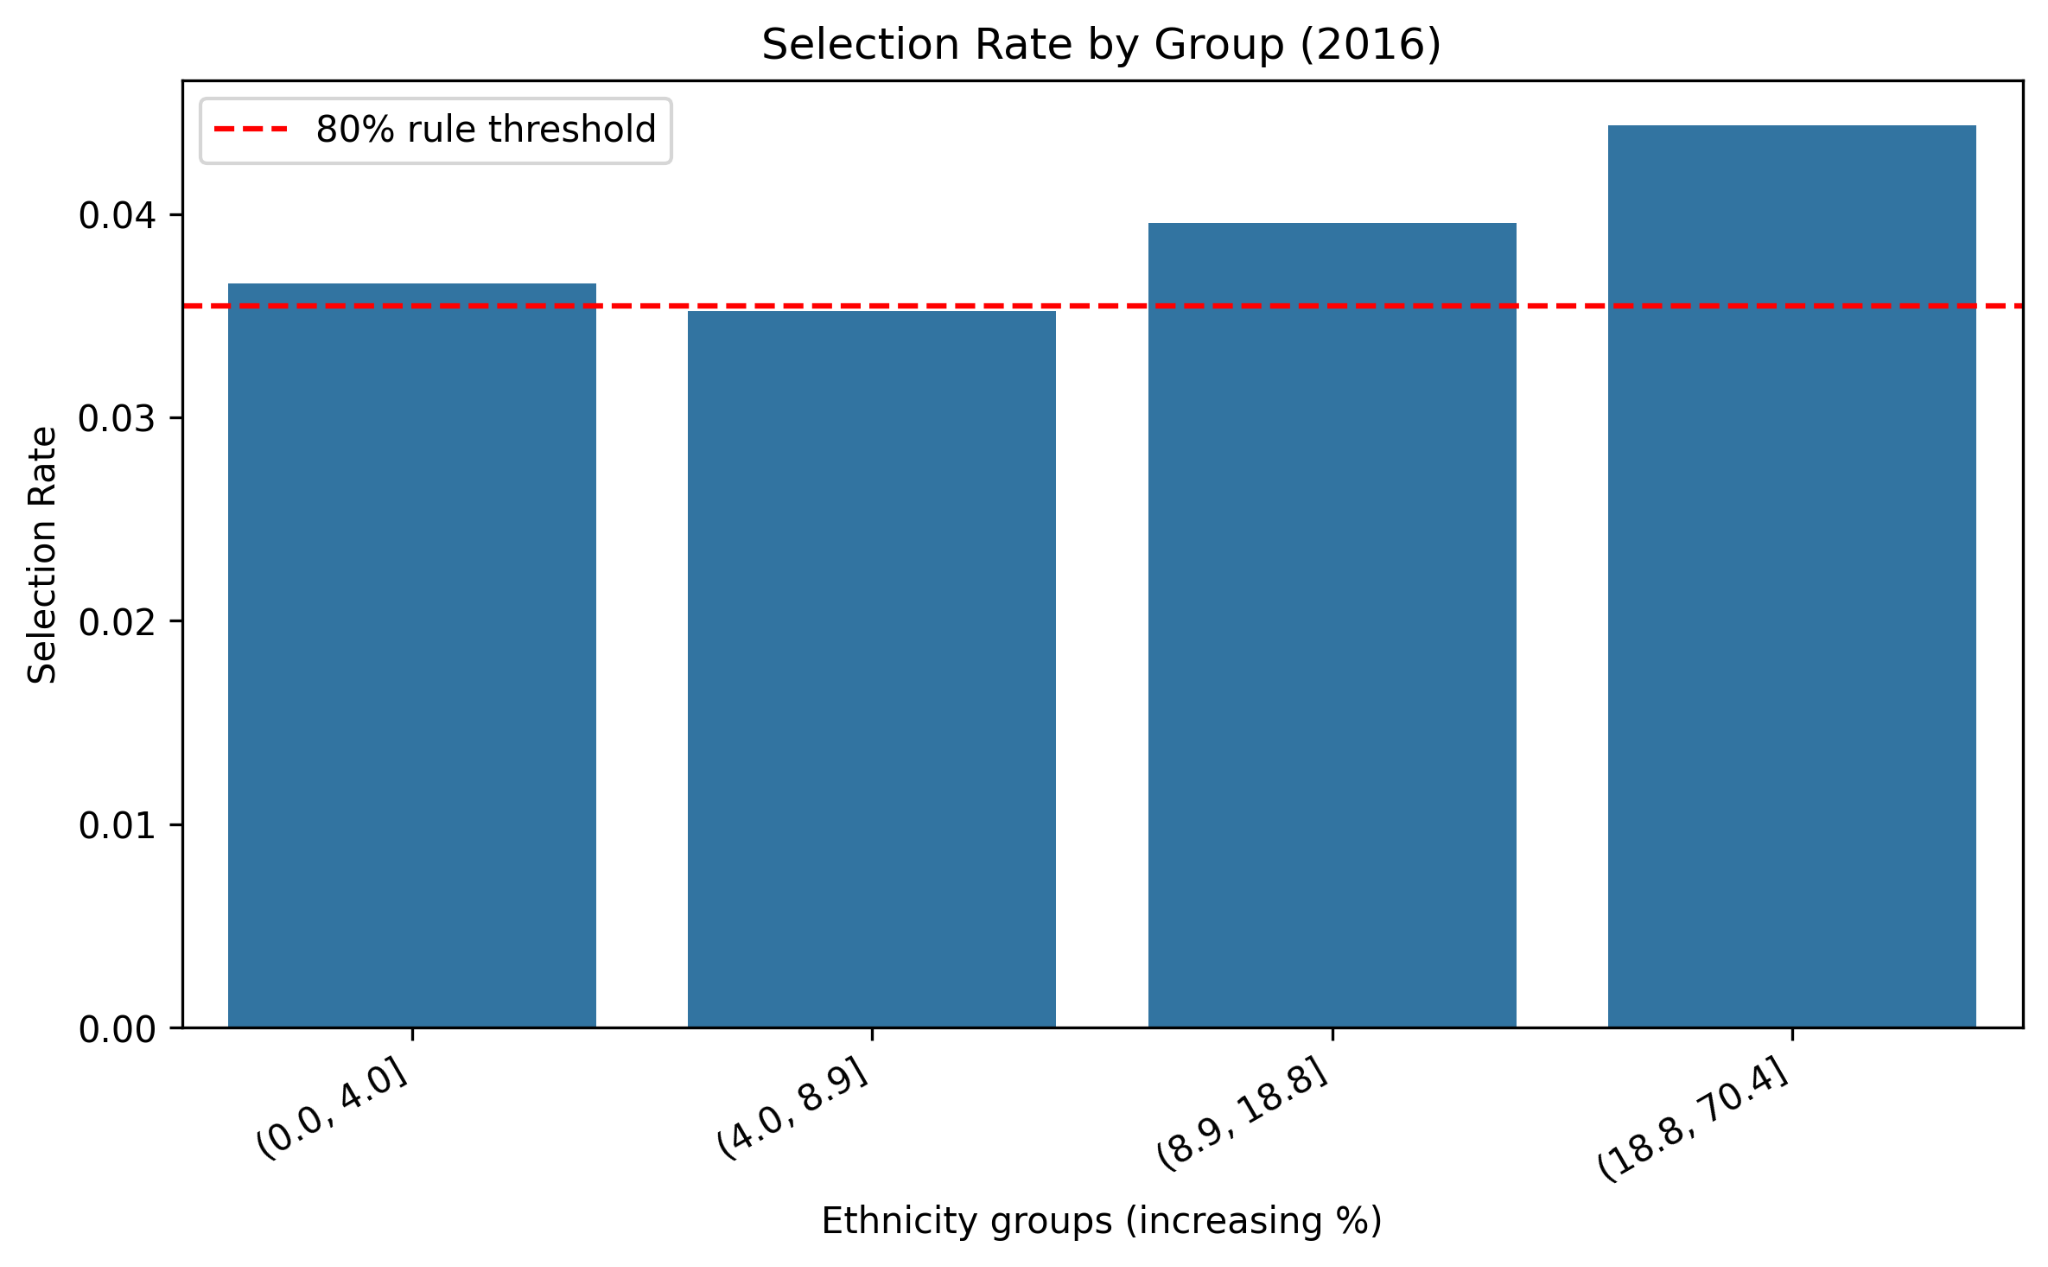 Selection Rate by Group (2016)
80% rule threshold
Selection Rate
0.04
0.03
0.02
0.01
0.00
(0.0, 4.0]
(4.0, 8.9]
(8.9, 18.8]
(18.8, 70.4]
Ethnicity groups (increasing %)